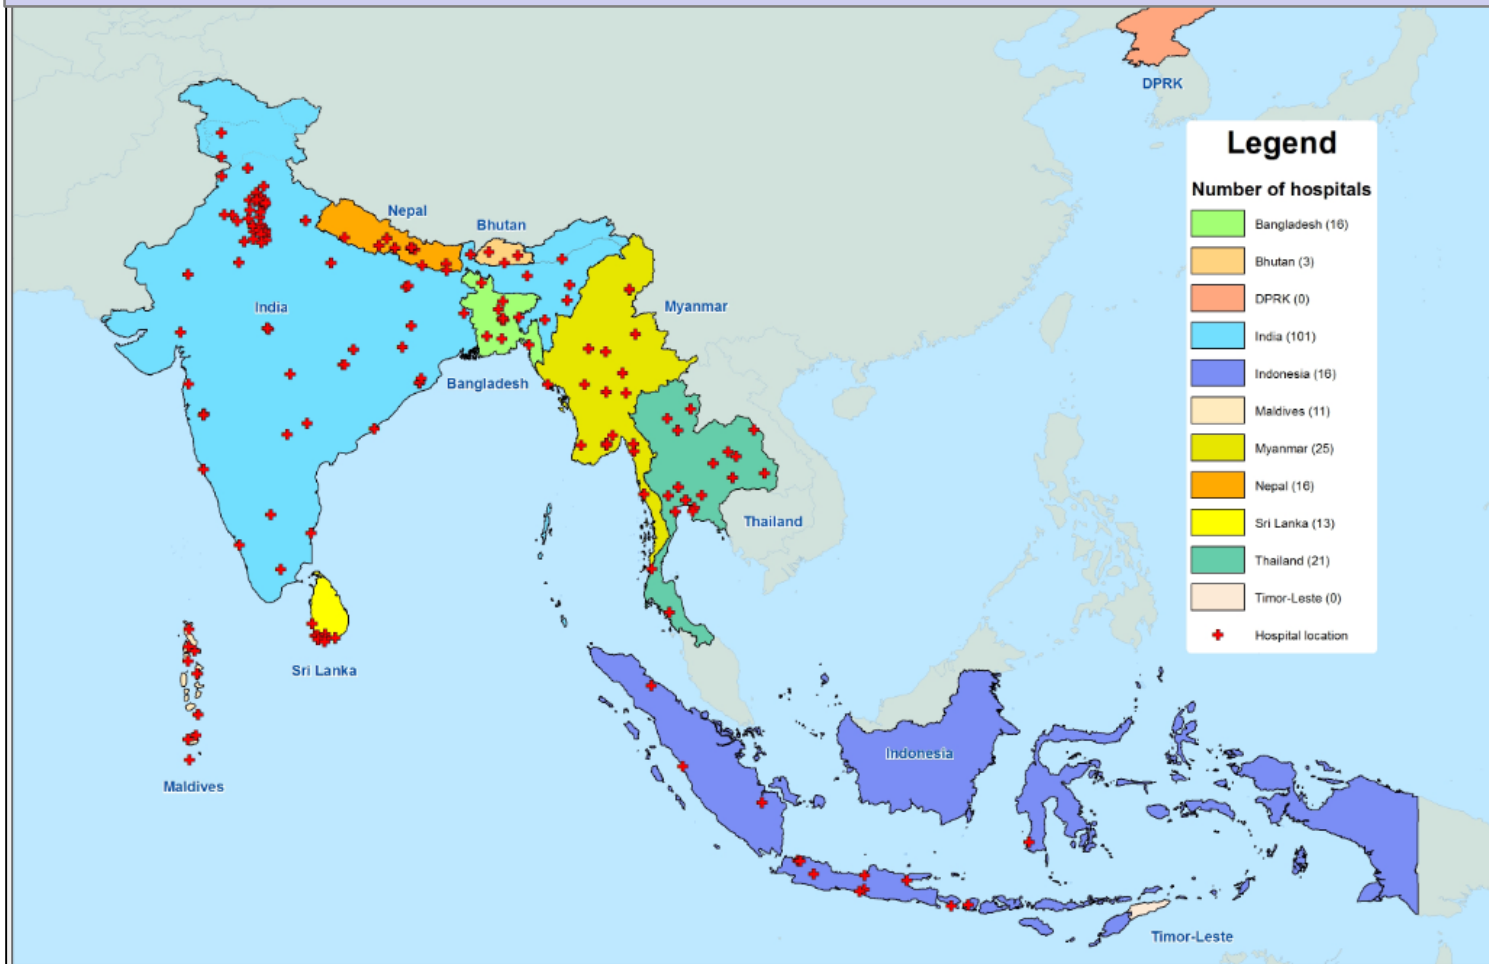 DPRK
Legend
Number of hospitals
Bangladesh (16)
Bhutan (3)
DPRK (0)
India (101)
Indonesia (16)
Maldives (11)
Myanmar (25)
Nepal (16)
Sri Lanka (13)
Thailand (21)
Timor-Leste (0)
Hospital location
Nepal
Bhutan
India
Myanmar
Bangladesh
Thailand
Sri Lanka
Maldives
Indonesia
Timor-Leste